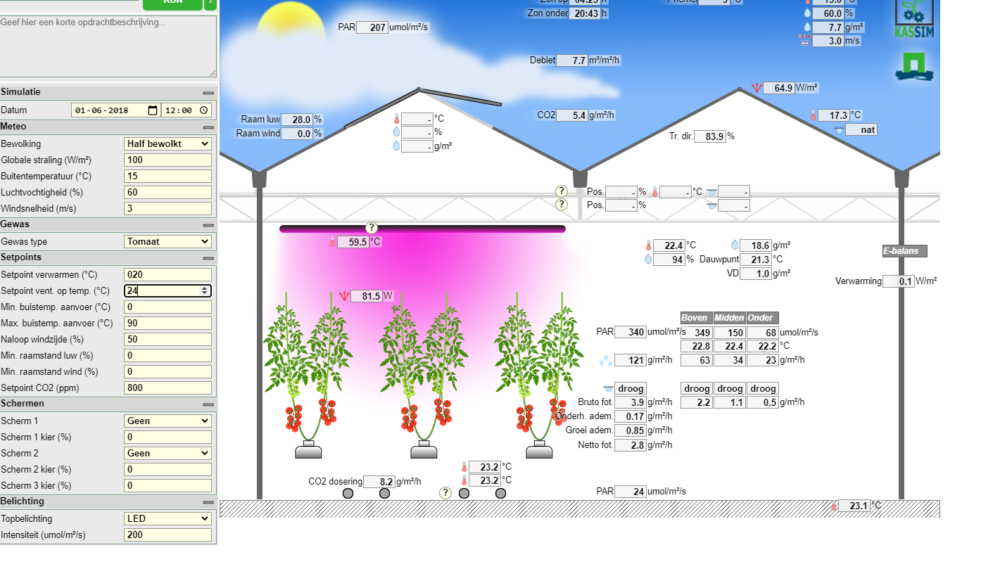 RUN ?
Geef hier een korte opdrachtbeschrijving...
Simulatie
Datum 01-06-2018 12:00
Meteo
Bewolking Half bewolkt
Globale straling (W/m²) 100
Buitentemperatuur (°C) 15
Luchtvochtigheid (%) 60
Windsnelheid (m/s) 3
Gewas
Gewas type Tomaat
Setpoints
Setpoint verwarmen (°C) 020
Setpoint vent. op temp. (°C) 24
Min. buistemp. aanvoer (°C) 0
Max. buistemp. aanvoer (°C) 90
Naloop windzijde (%) 50
Min. raamstand luw (%) 0
Min. raamstand wind (%) 0
Setpoint CO2 (ppm) 800
Schermen
Scherm 1 Geen
Scherm 1 kier (%) 0
Scherm 2 Geen
Scherm 2 kier (%) 0
Scherm 3 kier (%) 0
Belichting
Topbelichting LED
Intensiteit (umol/m²/s) 200
Zon op 04:25 h
Zon onder 20:43 h
PAR 207 umol/m²/s
15.0 °C
60.0 %
7.7 g/m³
3.0 m/s
KASSIM
Debiet 7.7 m³/m²/h
64.9 W/m²
CO2 5.4 g/m²/h
17.3 °C
nat
Raam luw 28.0 %
Raam wind 0.0 %
- °C
- %
- g/m³
Tr. dir. 83.9 %
? Pos. - % - °C -
? Pos. - % -
?
59.5 °C
22.4 °C 18.6 g/m³
94 % Dauwpunt 21.3 °C
VD 1.0 g/m³
E-balans
Verwarming 0.1 W/m²
81.5 W
Boven Midden Onder
PAR 340 umol/m²/s 349 150 68 umol/m²/s
22.8 22.4 22.2 °C
121 g/m²/h 63 34 23 g/m²/h
droog droog droog droog
Bruto fot. 3.9 g/m²/h 2.2 1.1 0.5 g/m²/h
Onderh. adem. 0.17 g/m²/h
Groei adem. 0.85 g/m²/h
Netto fot. 2.8 g/m²/h
23.2 °C
CO2 dosering 8.2 g/m²/h 23.2 °C
?
PAR 24 umol/m²/s
23.1 °C